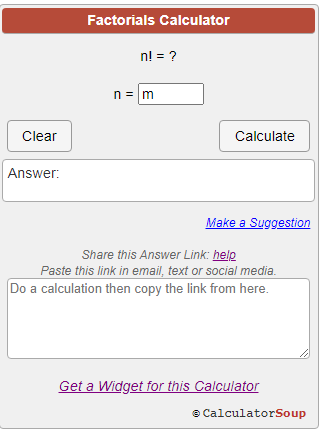 Factorials Calculator
n! = ?
n = m
Clear Calculate
Answer:
Make a Suggestion
Share this Answer Link: help
Paste this link in email, text or social media.
Do a calculation then copy the link from here.
Get a Widget for this Calculator
© CalculatorSoup